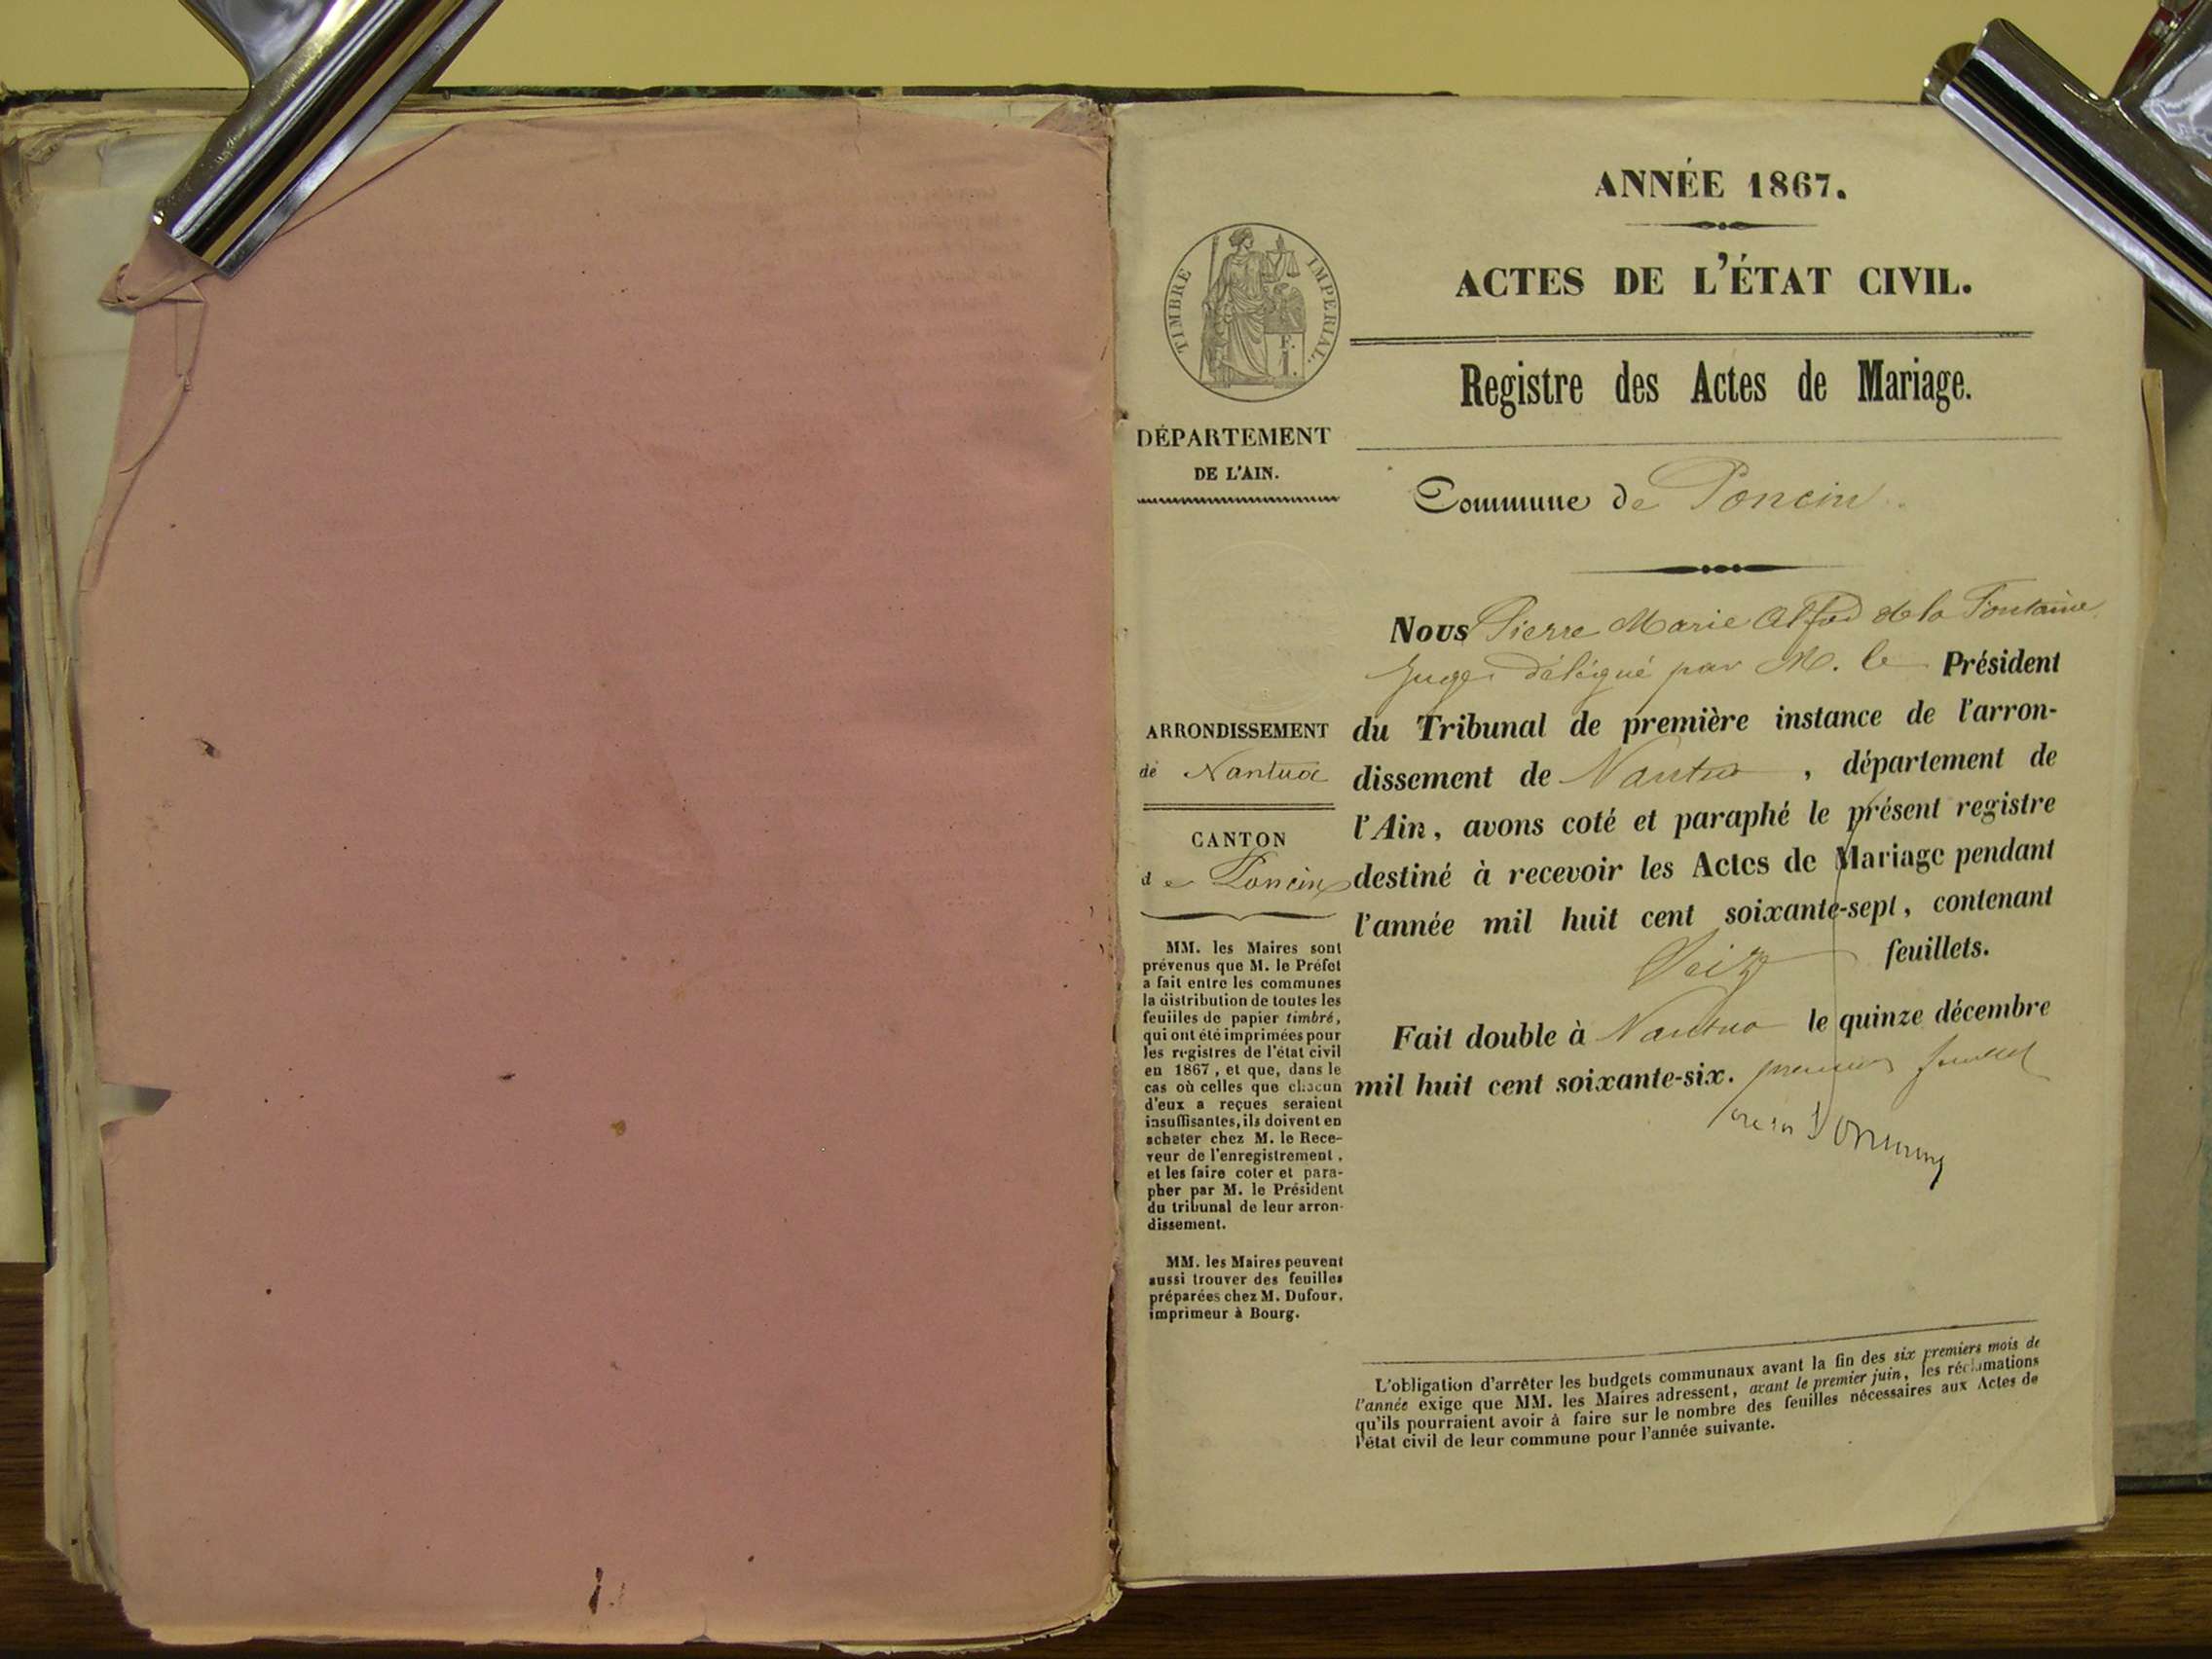 ANNÉE 1867.
ACTES DE L'ÉTAT CIVIL.
Registre des Actes de Mariage.
Commune de Poncin
TIMBRE IMPÉRIAL.
F.
1.
DÉPARTEMENT
DE L'AIN.
ARRONDISSEMENT
de Nantua
CANTON
de Poncin
MM. les Maires sont
prévenus que M. le Préfet
a fait entre les communes
la distribution de toutes les
feuilles de papier timbré,
qui ont été imprimées pour
les registres de l'état civil
en 1867, et que, dans le
cas où celles que chacun
d'eux a reçues seraient
insuffisantes, ils doivent en
acheter chez M. le Rece-
veur de l'enregistrement,
et les faire coter et para-
pher par M. le Président
du tribunal de leur arron-
dissement.
MM. les Maires peuvent
aussi trouver des feuilles
préparées chez M. Dufour,
imprimeur à Bourg.
Nous Pierre Marie Alfred de la Fontaine
Juge délégué par M. le Président
du Tribunal de première instance de l'arron-
dissement de Nantua, département de
l'Ain, avons coté et paraphé le présent registre
destiné à recevoir les Actes de Mariage pendant
l'année mil huit cent soixante-sept, contenant
Seize feuillets.
Fait double à Nantua le quinze décembre
mil huit cent soixante-six. premier feuillet
L'obligation d'arrêter les budgets communaux avant la fin des six premiers mois de
l'année exige que MM. les Maires adressent, avant le premier juin, les réclamations
qu'ils pourraient avoir à faire sur le nombre des feuilles nécessaires aux Actes de
l'état civil de leur commune pour l'année suivante.